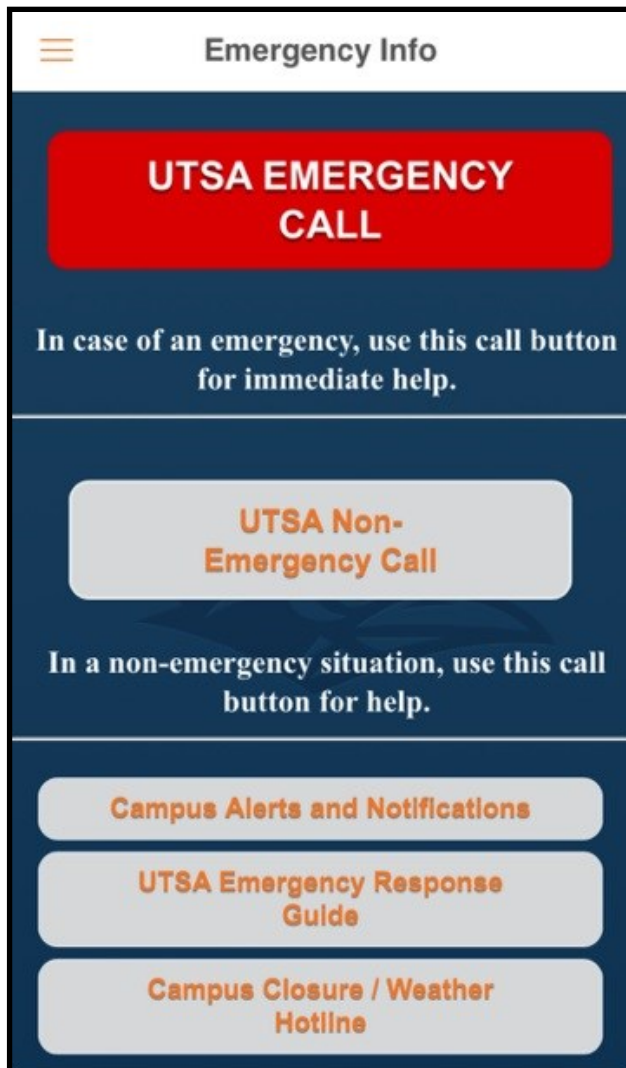 Emergency Info
UTSA EMERGENCY
CALL
In case of an emergency, use this call button
for immediate help.
UTSA Non-
Emergency Call
In a non-emergency situation, use this call
button for help.
Campus Alerts and Notifications
UTSA Emergency Response
Guide
Campus Closure / Weather
Hotline